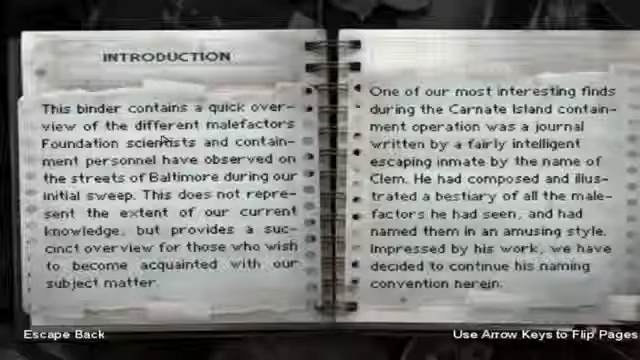 INTRODUCTION
This binder contains a quick over-
view of the different malefactors
Foundation scientists and contain-
ment personnel have observed on
the streets of Baltimore during our
initial sweep. This does not repre-
sent the extent of our current
knowledge, but provides a suc-
cinct overview for those who wish
to become acquainted with our
subject matter.
One of our most interesting finds
during the Carnate Island contain-
ment operation was a journal
written by a fairly intelligent
escaping inmate by the name of
Clem. He had composed and illus-
trated a bestiary of all the male-
factors he had seen, and had
named them in an amusing style.
Impressed by his work, we have
decided to continue his naming
convention herein.
Escape Back
Use Arrow Keys to Flip Pages